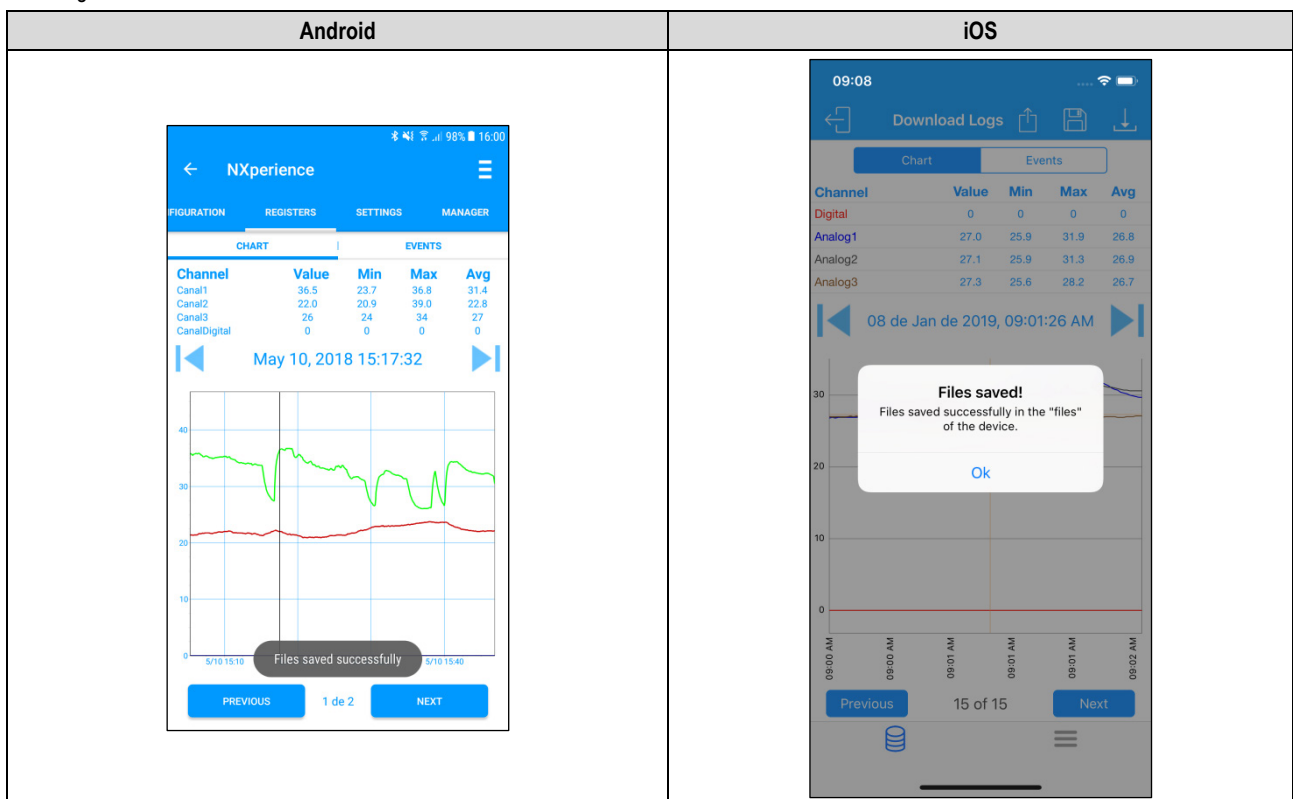 Android
iOS
98% 16:00
NXperience
FIGURATION REGISTERS SETTINGS MANAGER
CHART | EVENTS
Channel Value Min Max Avg
Canal1 36.5 23.7 36.8 31.4
Canal2 22.0 20.9 39.0 22.8
Canal3 26 24 34 27
CanalDigital 0 0 0 0
May 10, 2018 15:17:32
40
30
20
10
0
5/10 15:10 5/10 15:40
Files saved successfully
PREVIOUS 1 de 2 NEXT
09:08
Download Logs
Chart Events
Channel Value Min Max Avg
Digital 0 0 0 0
Analog1 27.0 25.9 31.9 26.8
Analog2 27.1 25.9 31.3 26.9
Analog3 27.3 25.6 28.2 26.7
08 de Jan de 2019, 09:01:26 AM
Files saved!
Files saved successfully in the "files"
of the device.
Ok
30
20
10
0
09:00 AM
09:00 AM
09:01 AM
09:01 AM
09:01 AM
09:02 AM
Previous 15 of 15 Next